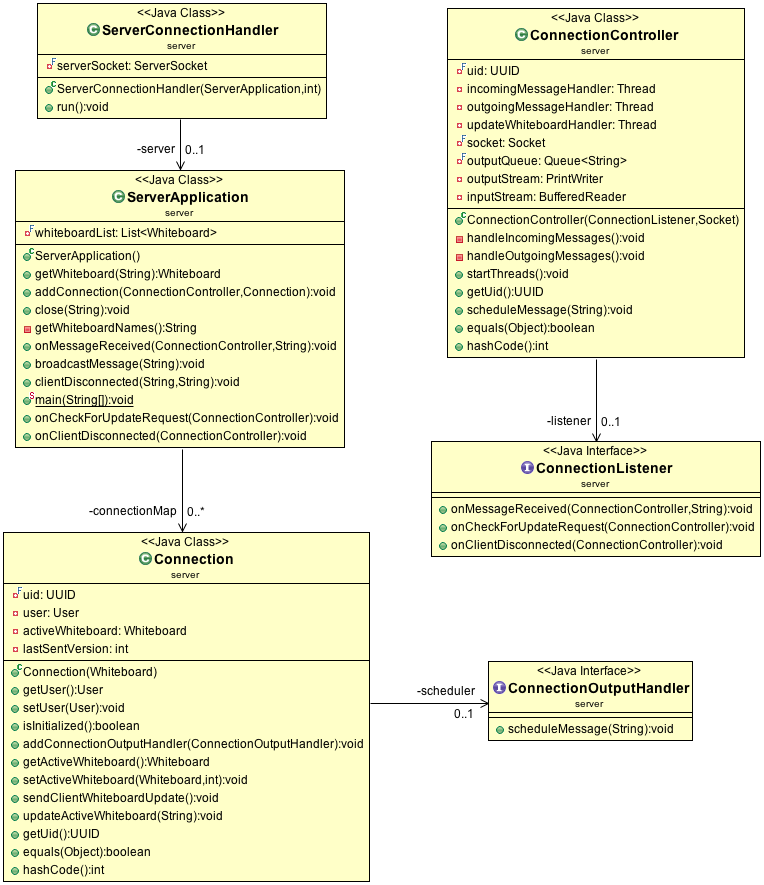 <<Java Class>>
ServerConnectionHandler
server
serverSocket: ServerSocket
ServerConnectionHandler(ServerApplication,int)
run():void
-server 0..1
<<Java Class>>
ServerApplication
server
whiteboardList: List<Whiteboard>
ServerApplication()
getWhiteboard(String):Whiteboard
addConnection(ConnectionController,Connection):void
close(String):void
getWhiteboardNames():String
onMessageReceived(ConnectionController,String):void
broadcastMessage(String):void
clientDisconnected(String,String):void
main(String[]):void
onCheckForUpdateRequest(ConnectionController):void
onClientDisconnected(ConnectionController):void
-connectionMap 0..*
<<Java Class>>
Connection
server
uid: UUID
user: User
activeWhiteboard: Whiteboard
lastSentVersion: int
Connection(Whiteboard)
getUser():User
setUser(User):void
isInitialized():boolean
addConnectionOutputHandler(ConnectionOutputHandler):void
getActiveWhiteboard():Whiteboard
setActiveWhiteboard(Whiteboard,int):void
sendClientWhiteboardUpdate():void
updateActiveWhiteboard(String):void
getUid():UUID
equals(Object):boolean
hashCode():int
<<Java Class>>
ConnectionController
server
uid: UUID
incomingMessageHandler: Thread
outgoingMessageHandler: Thread
updateWhiteboardHandler: Thread
socket: Socket
outputQueue: Queue<String>
outputStream: PrintWriter
inputStream: BufferedReader
ConnectionController(ConnectionListener,Socket)
handleIncomingMessages():void
handleOutgoingMessages():void
startThreads():void
getUid():UUID
scheduleMessage(String):void
equals(Object):boolean
hashCode():int
-listener 0..1
<<Java Interface>>
ConnectionListener
server
onMessageReceived(ConnectionController,String):void
onCheckForUpdateRequest(ConnectionController):void
onClientDisconnected(ConnectionController):void
-scheduler
0..1
<<Java Interface>>
ConnectionOutputHandler
server
scheduleMessage(String):void